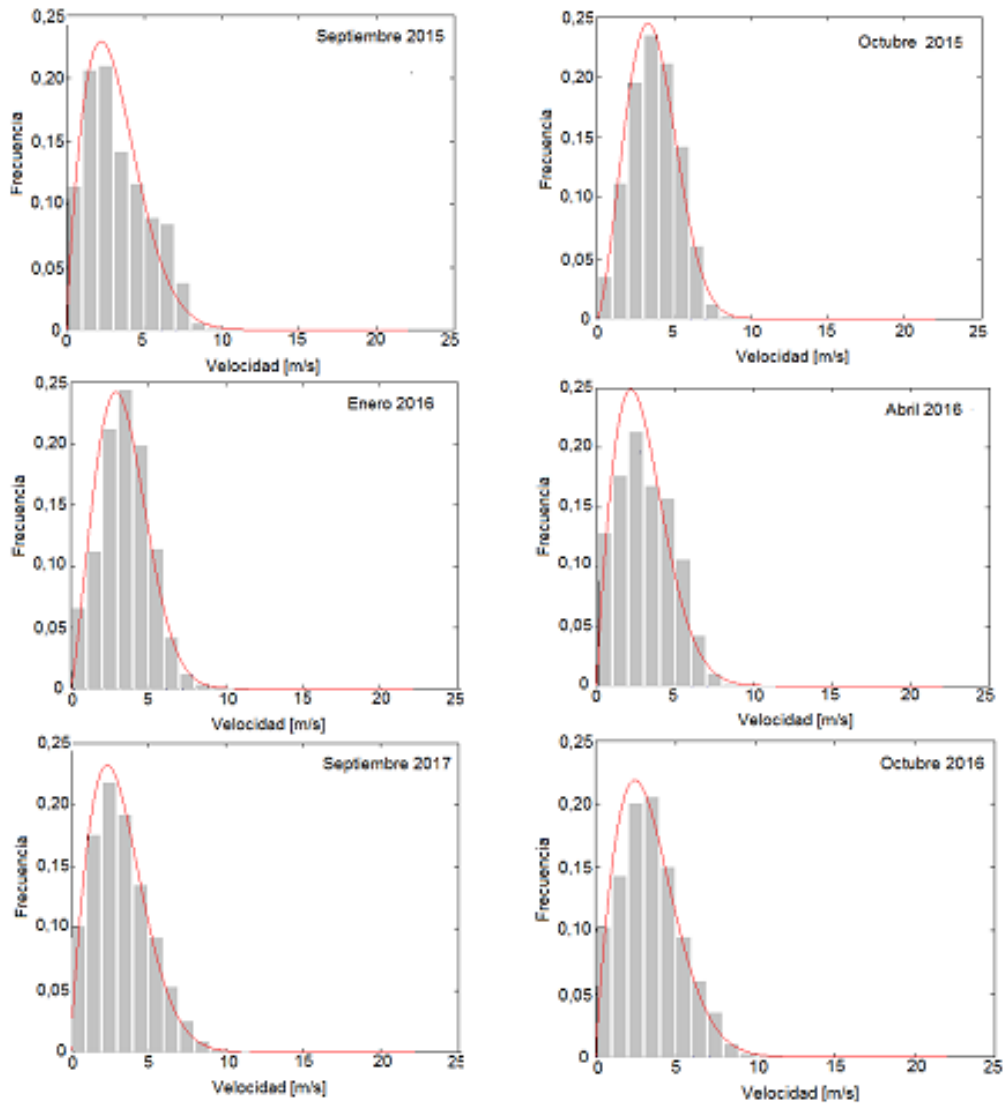 Septiembre 2015
0,25
0,20
0,15
0,10
0,05
0
Frecuencia
0 5 10 15 20 25
Velocidad [m/s]
Octubre 2015
0,25
0,20
0,15
0,10
0,05
0
Frecuencia
0 5 10 15 20 25
Velocidad [m/s]
Enero 2016
0,25
0,20
0,15
0,10
0,05
0
Frecuencia
0 5 10 15 20 25
Velocidad [m/s]
Abril 2016
0,25
0,20
0,15
0,10
0,05
0
Frecuencia
0 5 10 15 20 25
Velocidad [m/s]
Septiembre 2017
0,25
0,20
0,15
0,10
0,05
0
Frecuencia
0 5 10 15 20 25
Velocidad [m/s]
Octubre 2016
0,25
0,20
0,15
0,10
0,05
0
Frecuencia
0 5 10 15 20 25
Velocidad [m/s]